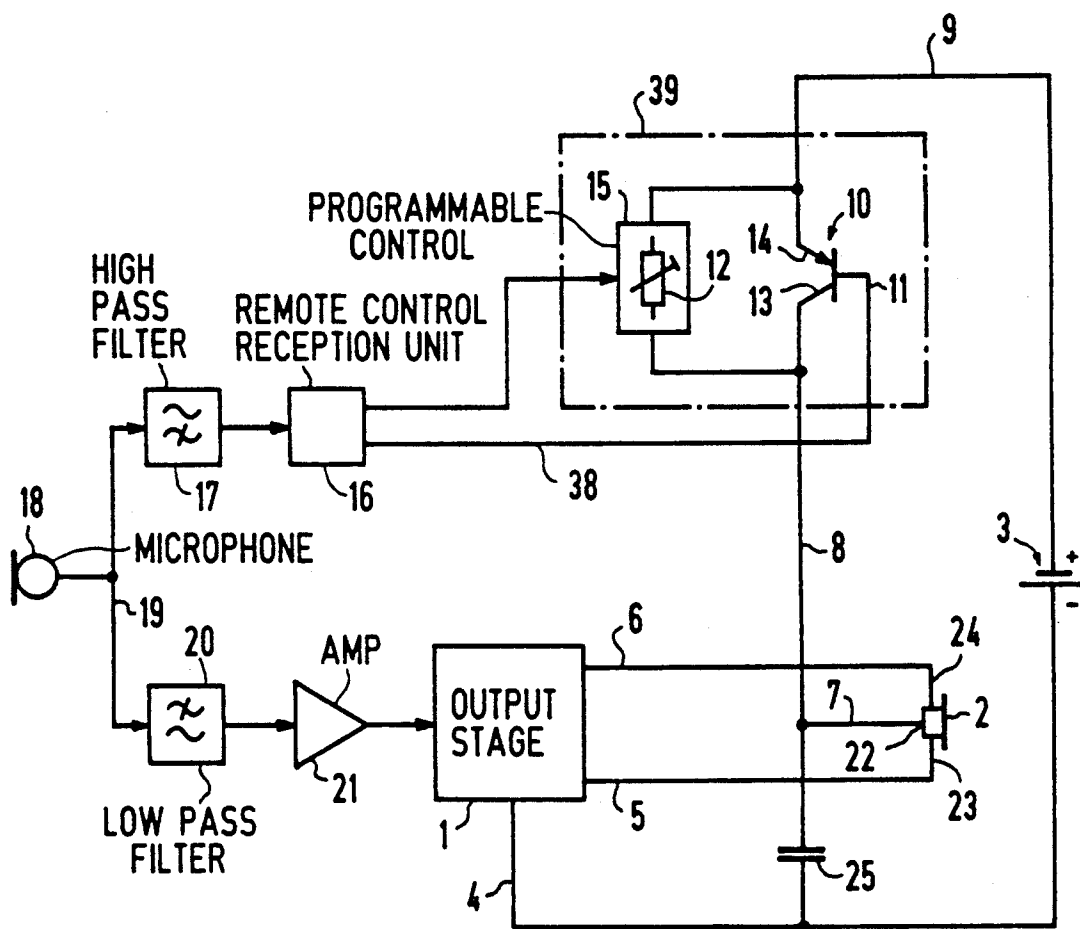 9
39
15
PROGRAMMABLE
CONTROL
10
14
12
13
11
HIGH
PASS
FILTER
REMOTE CONTROL
RECEPTION UNIT
17
16
38
18
MICROPHONE
19
8
3
+
-
20
AMP
6
24
OUTPUT
STAGE
7
2
22
21
23
LOW PASS
FILTER
1
5
4
25